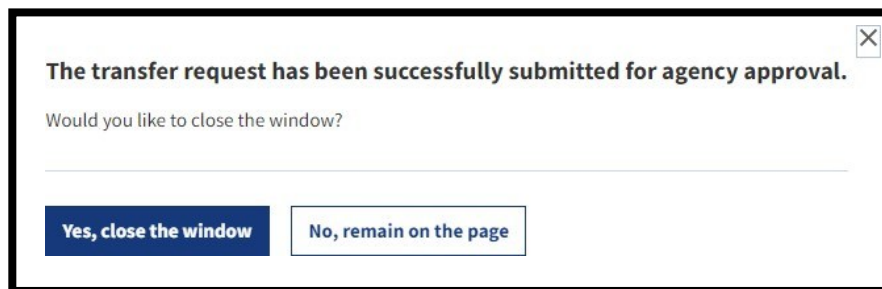 The transfer request has been successfully submitted for agency approval.
Would you like to close the window?
Yes, close the window
No, remain on the page